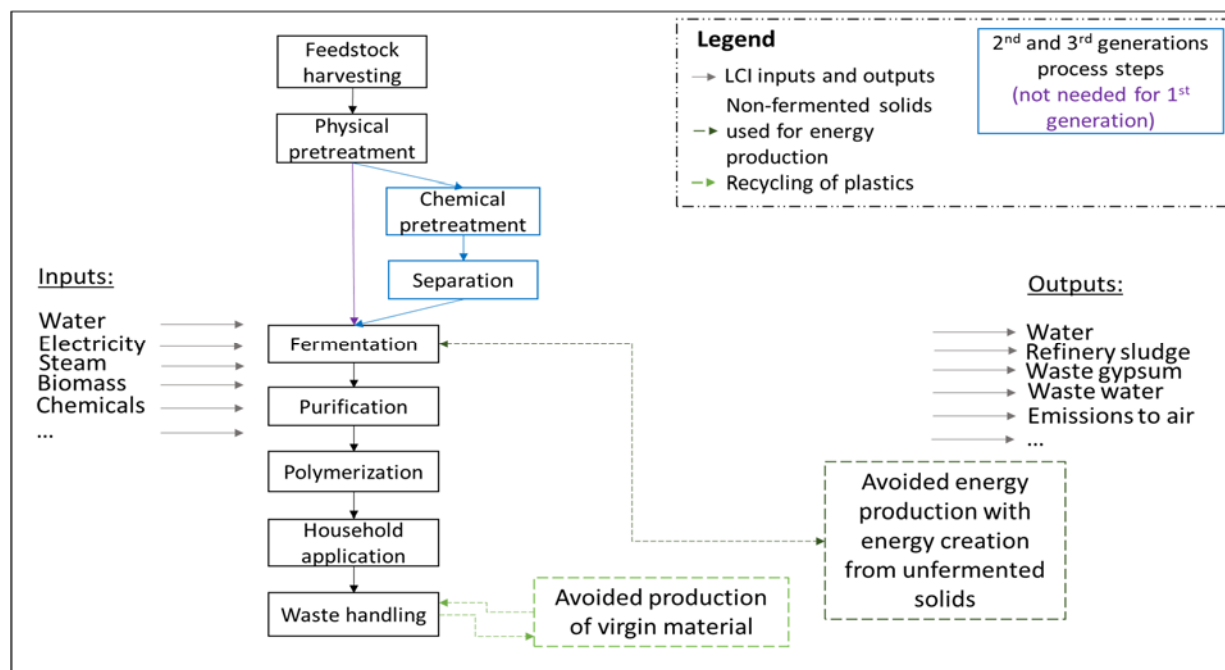 Feedstock
harvesting
Physical
pretreatment
Chemical
pretreatment
Separation
Fermentation
Purification
Polymerization
Household
application
Waste handling
Inputs:
Water
Electricity
Steam
Biomass
Chemicals
...
Legend
LCI inputs and outputs
Non-fermented solids
used for energy
production
Recycling of plastics
2nd and 3rd generations
process steps
(not needed for 1st
generation)
Outputs:
Water
Refinery sludge
Waste gypsum
Waste water
Emissions to air
...
Avoided energy
production with
energy creation
from unfermented
solids
Avoided production
of virgin material